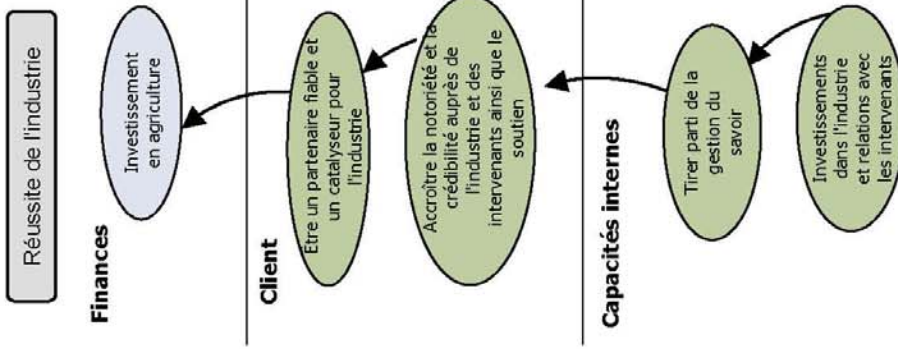 Réussite de l'industrie
Finances
Investissement
en agriculture
Client
Etre un partenaire fiable et
un catalyseur pour
l'industrie
Accroître la notoriété et la
crédibilité auprès de
l'industrie et des
intervenants ainsi que le
soutien
Capacités internes
Tirer parti de la
gestion du
savoir
Investissements
dans l'industrie
et relations avec
les intervenants